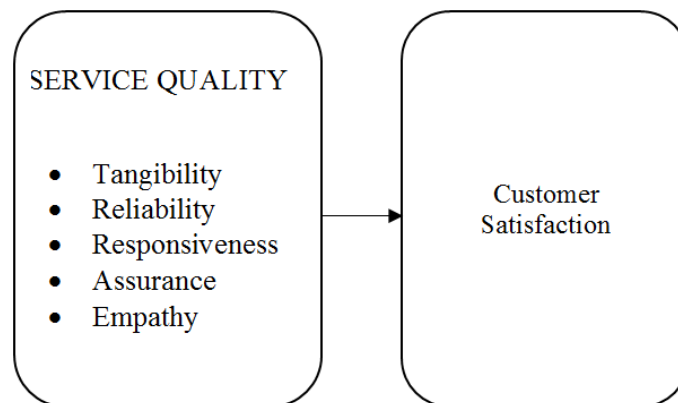 SERVICE QUALITY
• Tangibility
• Reliability
• Responsiveness
• Assurance
• Empathy
Customer
Satisfaction